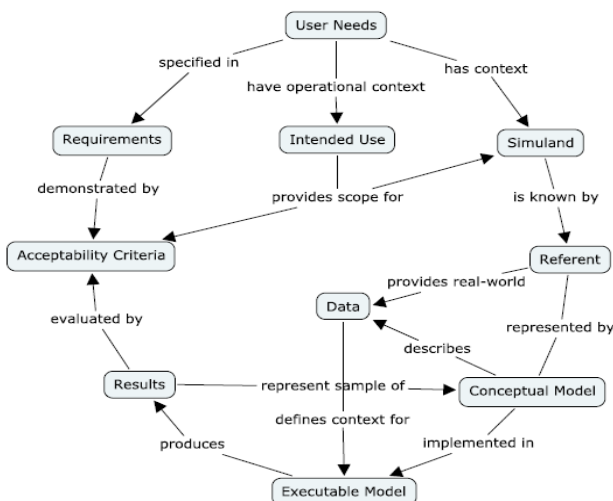 User Needs
specified in
has context
have operational context
Requirements
Intended Use
Simuland
demonstrated by
provides scope for
is known by
Acceptability Criteria
Referent
provides real-world
Data
evaluated by
represented by
describes
Results
represent sample of
Conceptual Model
defines context for
produces
implemented in
Executable Model